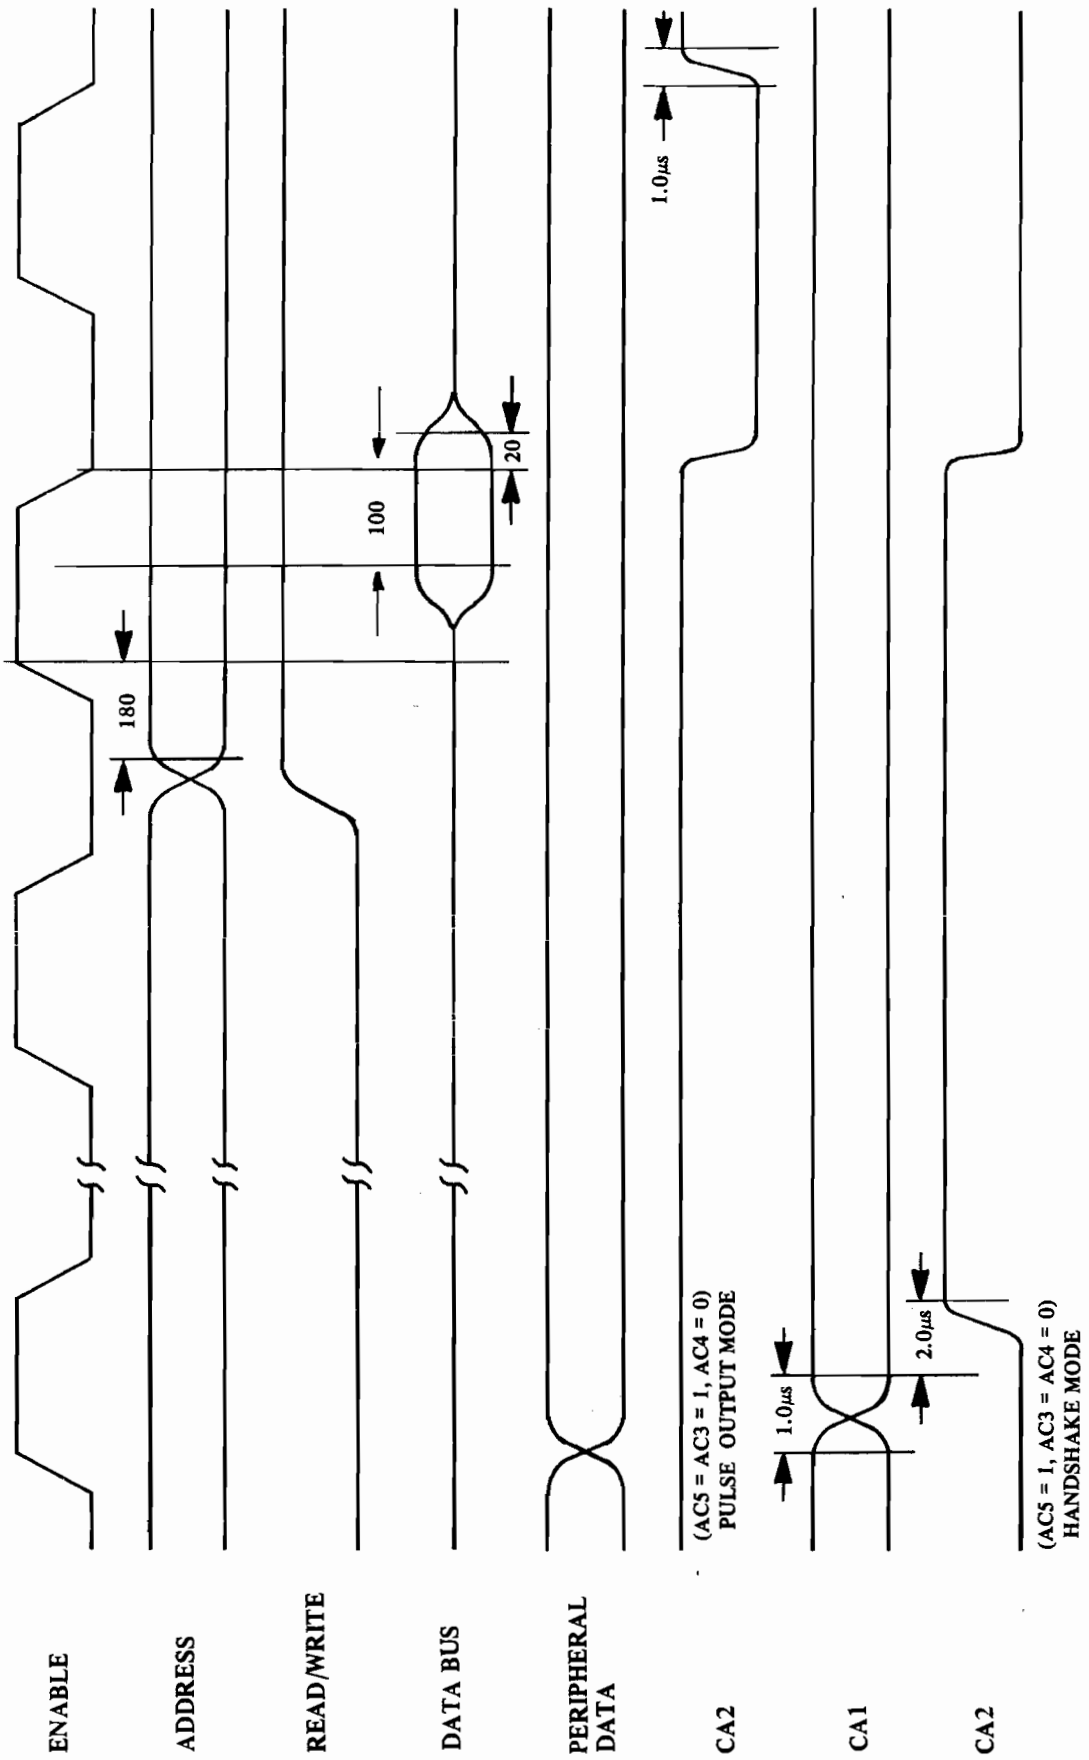 ENABLE
180
ADDRESS
READ/WRITE
100
DATA BUS
20
PERIPHERAL
DATA
1.0μs
CA2
(AC5 = AC3 = 1, AC4 = 0)
PULSE OUTPUT MODE
1.0μs
CA1
2.0μs
CA2
(AC5 = 1, AC3 = AC4 = 0)
HANDSHAKE MODE